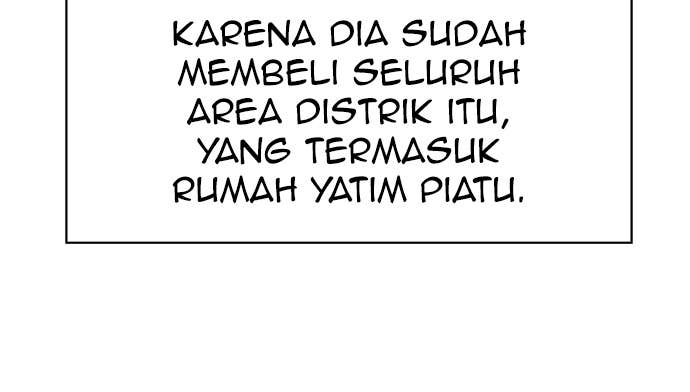 KARENA DIA SUDAH
MEMBELI SELURUH
AREA DISTRIK ITU,
YANG TERMASUK
RUMAH YATIM PIATU.